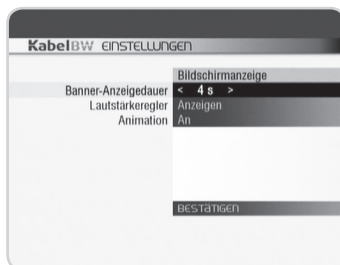 KabelBW EINSTELLUNGEN
Bildschirmanzeige
Banner-Anzeigedauer < 4 s >
Lautstärkeregler Anzeigen
Animation An
BESTÄTIGEN